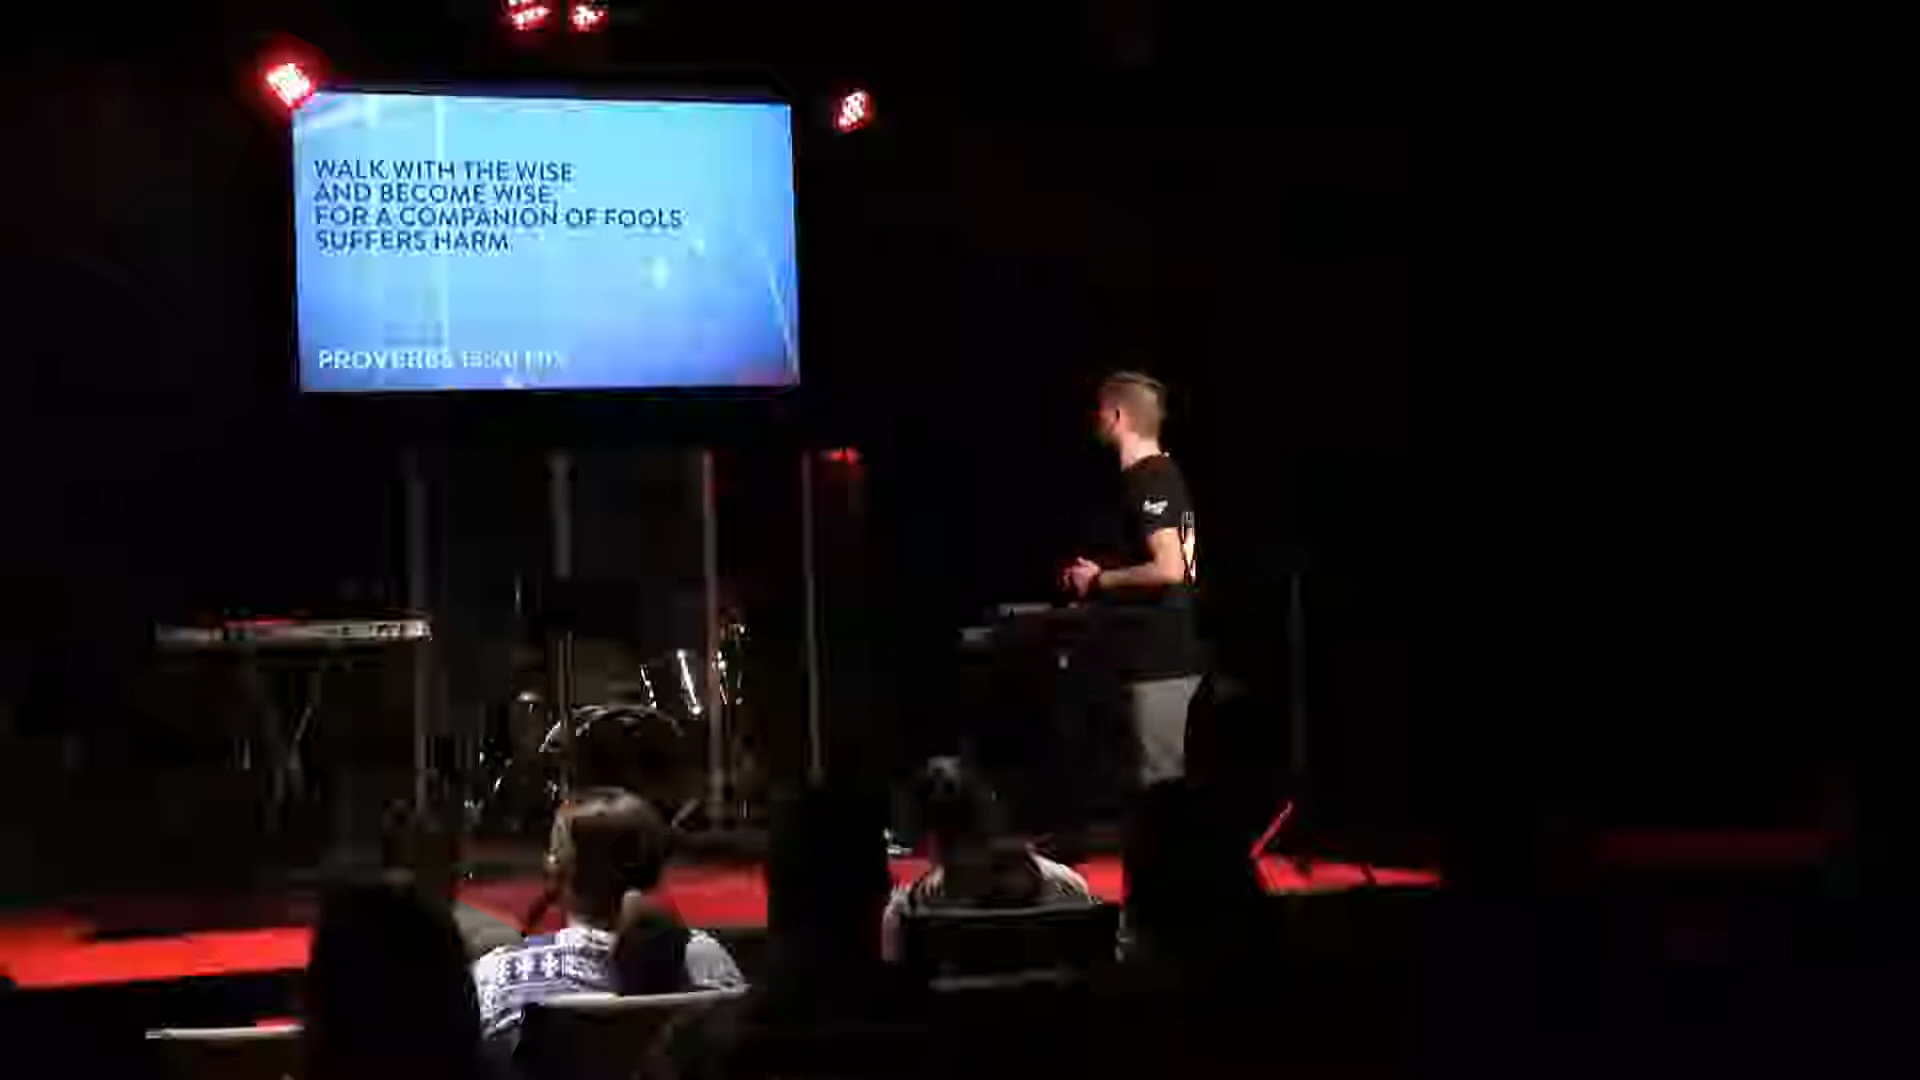 WALK WITH THE WISE
AND BECOME WISE,
FOR A COMPANION OF FOOLS
SUFFERS HARM
PROVERBS